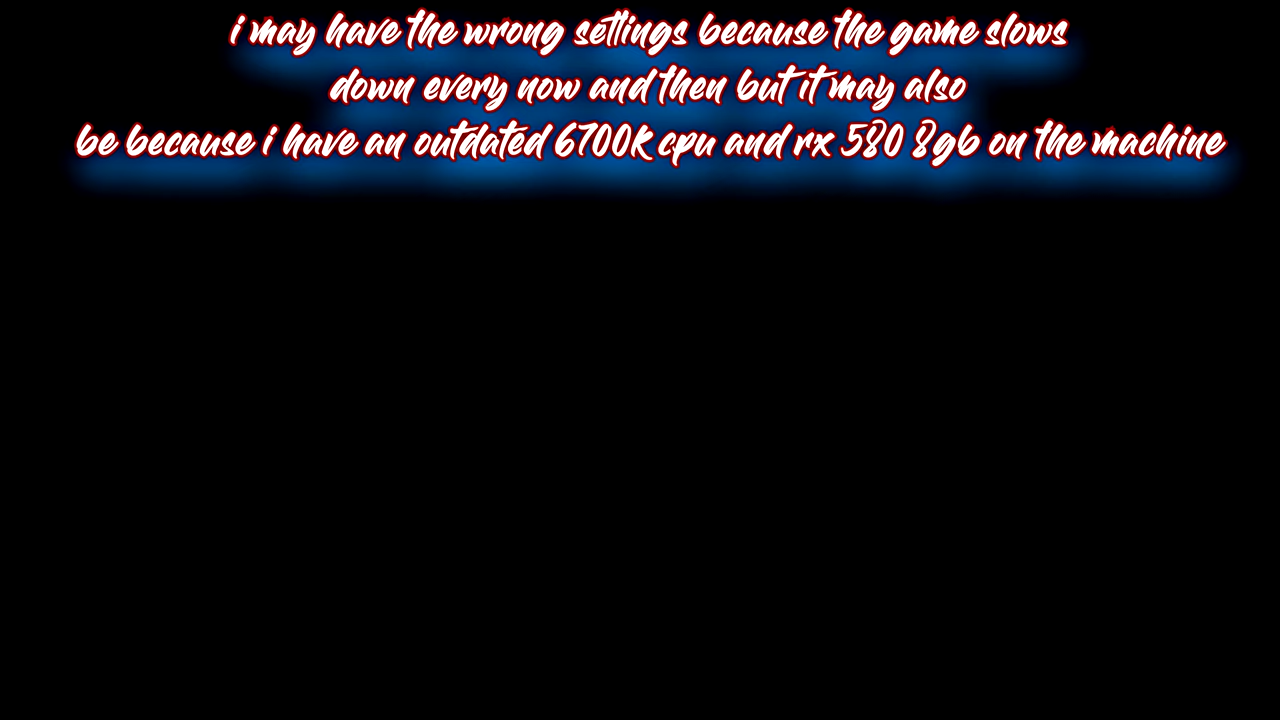 i may have the wrong settings because the game slows
down every now and then but it may also
be because i have an outdated 6700k cpu and rx 580 8gb on the machine